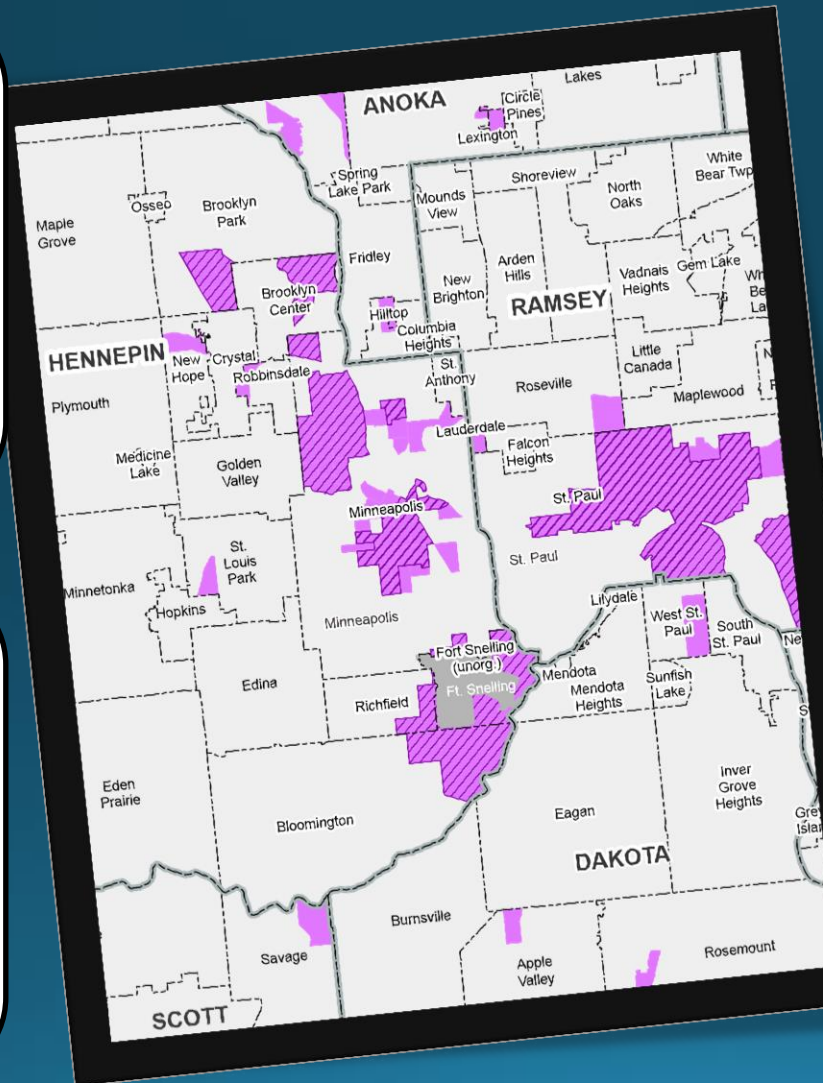 ANOKA
Lakes
Circle
Pines
Lexington
Spring
Lake Park
Shoreview
White
Bear Twp
Mounds
View
North
Oaks
Osseo
Brooklyn
Park
Maple
Grove
Fridley
Arden
Hills
New
Brighton
Vadnais
Heights
Gem Lake
Brooklyn
Center
Hilltop
RAMSEY
Columbia
Heights
HENNEPIN
New
Hope
Crystal
Robbinsdale
St.
Anthony
Little
Canada
Roseville
Maplewood
Plymouth
Lauderdale
Medicine
Lake
Golden
Valley
Falcon
Heights
St. Paul
Minneapolis
St.
Louis
Park
St. Paul
Minnetonka
Hopkins
Minneapolis
Lilydale
West St.
Paul
South
St. Paul
Fort Snelling
(unorg.)
Ft. Snelling
Mendota
Mendota
Heights
Sunfish
Lake
Edina
Richfield
Eden
Prairie
Bloomington
Eagan
Inver
Grove
Heights
DAKOTA
Burnsville
Savage
Apple
Valley
Rosemount
SCOTT